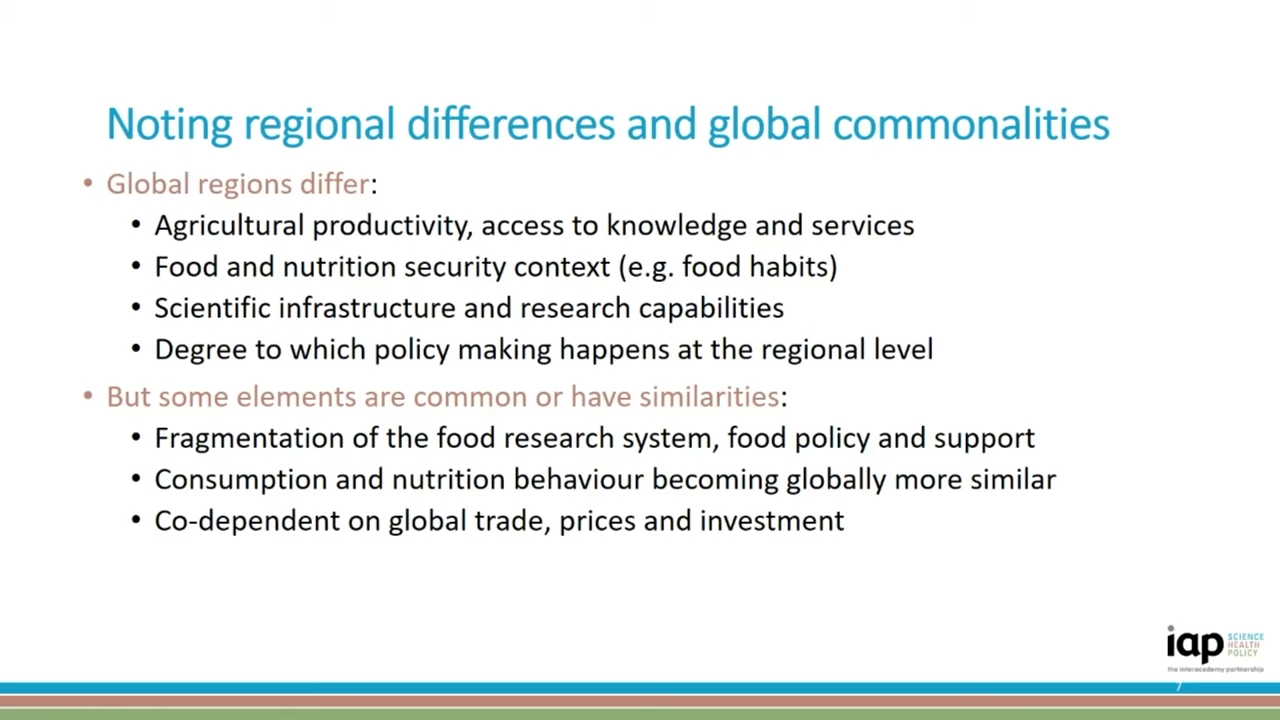 Noting regional differences and global commonalities
• Global regions differ:
• Agricultural productivity, access to knowledge and services
• Food and nutrition security context (e.g. food habits)
• Scientific infrastructure and research capabilities
• Degree to which policy making happens at the regional level
• But some elements are common or have similarities:
• Fragmentation of the food research system, food policy and support
• Consumption and nutrition behaviour becoming globally more similar
• Co-dependent on global trade, prices and investment
iap
SCIENCE
HEALTH
POLICY
the interacademy partnership
7